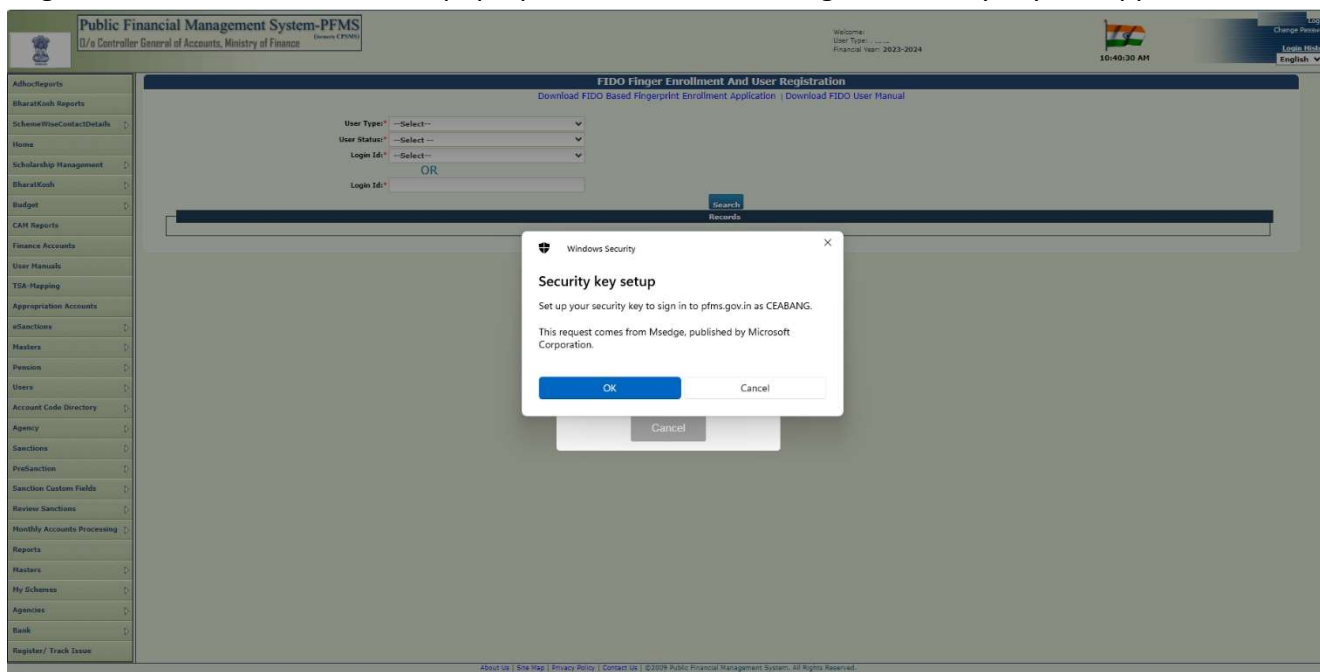 Public Financial Management System-PFMS
O/o Controller General of Accounts, Ministry of Finance
Welcome:
User Type:
Financial Year: 2023-2024
10:40:30 AM
Login Hist
English
AdhocReports
BharatKosh Reports
SchemeWiseContactDetails
Home
Scholarship Management
BharatKosh
Budget
CAM Reports
Finance Accounts
User Manuals
TSA-Mapping
Appropriation Accounts
eSanctions
Masters
Pension
Users
Account Code Directory
Agency
Sanctions
PreSanction
Sanction Custom Fields
Review Sanctions
Monthly Accounts Processing
Reports
Masters
My Schemes
Agencies
Bank
Register/ Track Issue
FIDO Finger Enrollment And User Registration
Download FIDO Based Fingerprint Enrollment Application | Download FIDO User Manual
User Type:* --Select--
User Status:* --Select --
Login Id:* --Select--
OR
Login Id:*
Search
Records
Windows Security
Security key setup
Set up your security key to sign in to pfms.gov.in as CEABANG.
This request comes from Msedge, published by Microsoft
Corporation.
OK Cancel
Cancel
About Us | Site Map | Privacy Policy | Contact Us | ©2009 Public Financial Management System. All Rights Reserved.